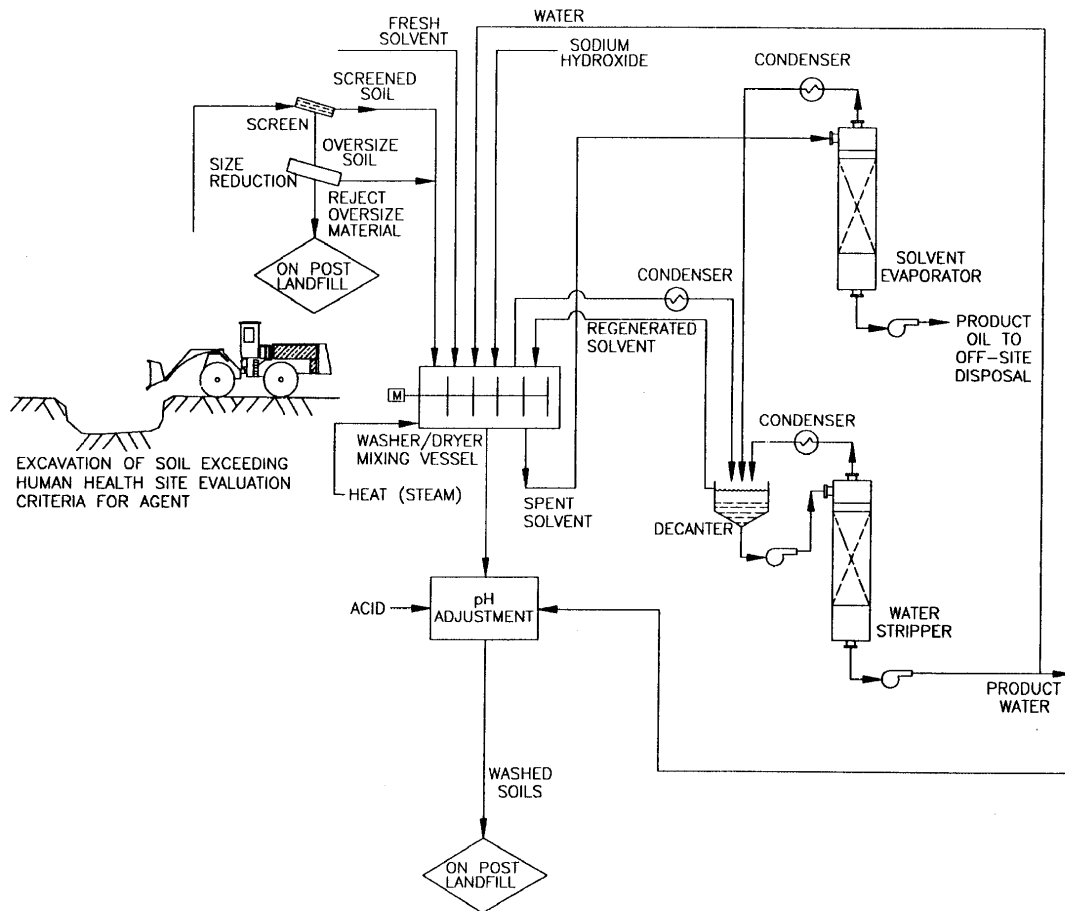 FRESH
SOLVENT
WATER
SODIUM
HYDROXIDE
SCREENED
SOIL
SCREEN
CONDENSER
OVERSIZE
SOIL
SIZE
REDUCTION
REJECT
OVERSIZE
MATERIAL
ON POST
LANDFILL
CONDENSER
SOLVENT
EVAPORATOR
REGENERATED
SOLVENT
PRODUCT
OIL TO
OFF-SITE
DISPOSAL
M
WASHER/DRYER
MIXING VESSEL
CONDENSER
EXCAVATION OF SOIL EXCEEDING
HUMAN HEALTH SITE EVALUATION
CRITERIA FOR AGENT
HEAT (STEAM)
SPENT
SOLVENT
DECANTER
ACID
pH
ADJUSTMENT
WATER
STRIPPER
PRODUCT
WATER
WASHED
SOILS
ON POST
LANDFILL